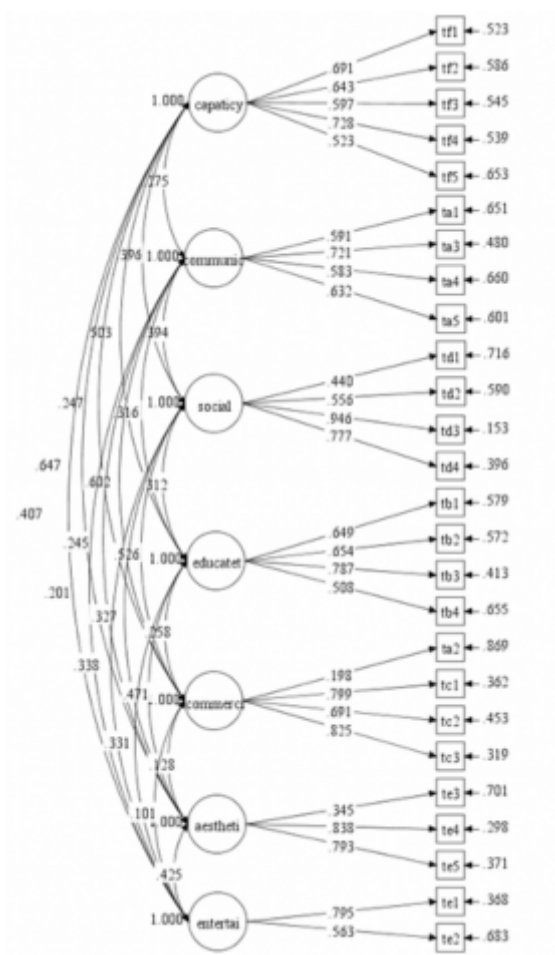 tf1 .523
.691 tf2 .586
.643
1.000 capaticy .597 tf3 .545
.728
.523 tf4 .539
tf5 .653
.275
ta1 .651
.591
.721 ta3 .480
.396 1.000 communic .583 ta4 .660
.632
ta5 .601
.503 .394
td1 .716
.440
.556 td2 .590
.247 1.000 social .946 td3 .153
.316 .777
td4 .396
.647
.602 .312
tb1 .579
.407
.649 tb2 .572
.245 .526 .654
1.000 educatet .787 tb3 .413
.508
.201 tb4 .655
.327
.258 ta2 .869
.338 .198
.799 tc1 .362
.471 1.000 commerci .691 tc2 .453
.825
.331 tc3 .319
.128
te3 .701
.345
.101 1.000 aestheti .838 te4 .298
.793
te5 .371
.425
te1 .368
.795
1.000 entertai .563
te2 .683